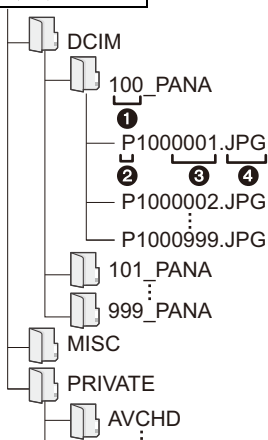 DCIM
100_PANA
❶
P1000001.JPG
❷ ❸ ❹
P1000002.JPG
P1000999.JPG
101_PANA
999_PANA
MISC
PRIVATE
AVCHD